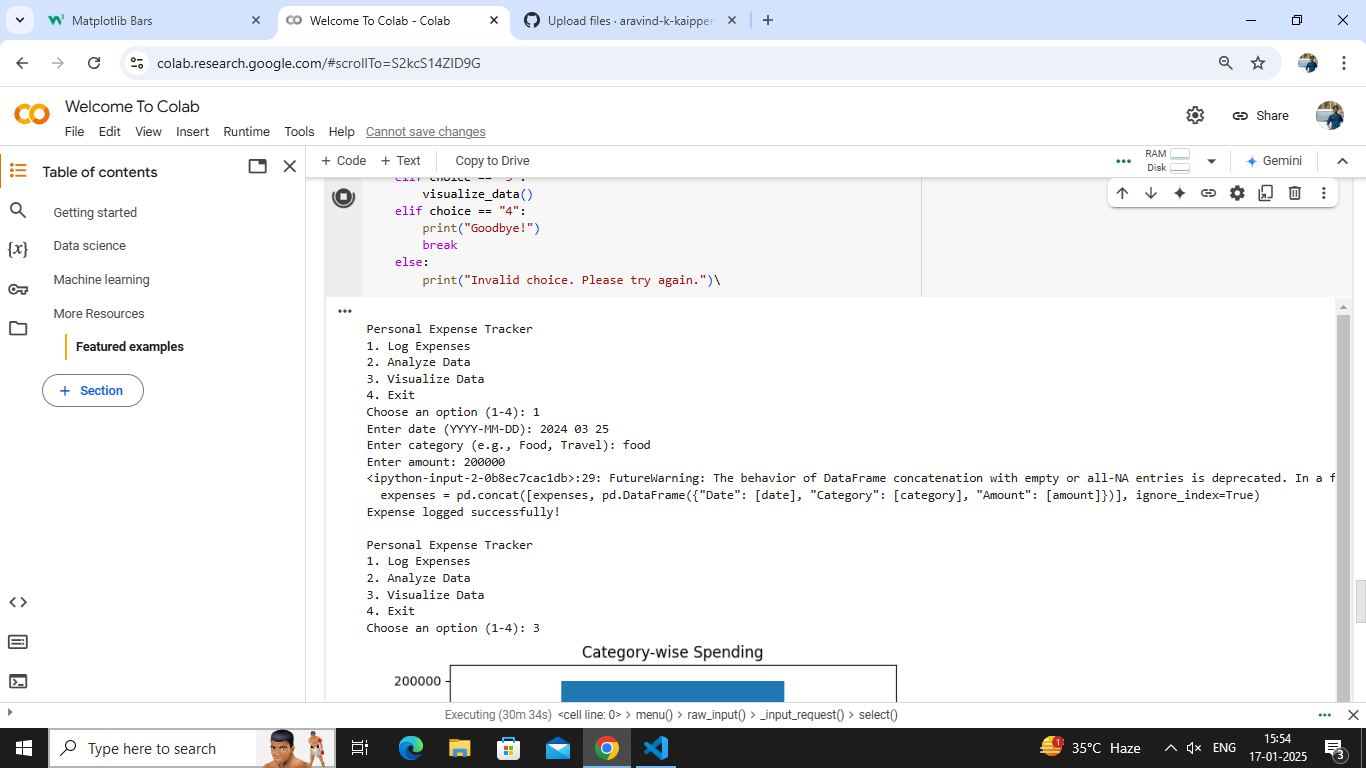 Matplotlib Bars
Welcome To Colab - Colab
Upload files · aravind-k-kaipper
colab.research.google.com/#scrollTo=S2kcS14ZID9G
Welcome To Colab
File Edit View Insert Runtime Tools Help Cannot save changes
Share
Table of contents
+ Code + Text Copy to Drive
RAM
Disk
Gemini
Getting started
Data science
Machine learning
More Resources
Featured examples
+ Section
{x}
elif choice == "3":
visualize_data()
elif choice == "4":
print("Goodbye!")
break
else:
print("Invalid choice. Please try again.")\
Personal Expense Tracker
1. Log Expenses
2. Analyze Data
3. Visualize Data
4. Exit
Choose an option (1-4): 1
Enter date (YYYY-MM-DD): 2024 03 25
Enter category (e.g., Food, Travel): food
Enter amount: 200000
<ipython-input-2-0b8ec7cac1db>:29: FutureWarning: The behavior of DataFrame concatenation with empty or all-NA entries is deprecated. In a f
expenses = pd.concat([expenses, pd.DataFrame({"Date": [date], "Category": [category], "Amount": [amount]})], ignore_index=True)
Expense logged successfully!
Personal Expense Tracker
1. Log Expenses
2. Analyze Data
3. Visualize Data
4. Exit
Choose an option (1-4): 3
Category-wise Spending
200000
Executing (30m 34s) <cell line: 0> > menu() > raw_input() > _input_request() > select()
Type here to search
1
35°C Haze
ENG
15:54
17-01-2025
3